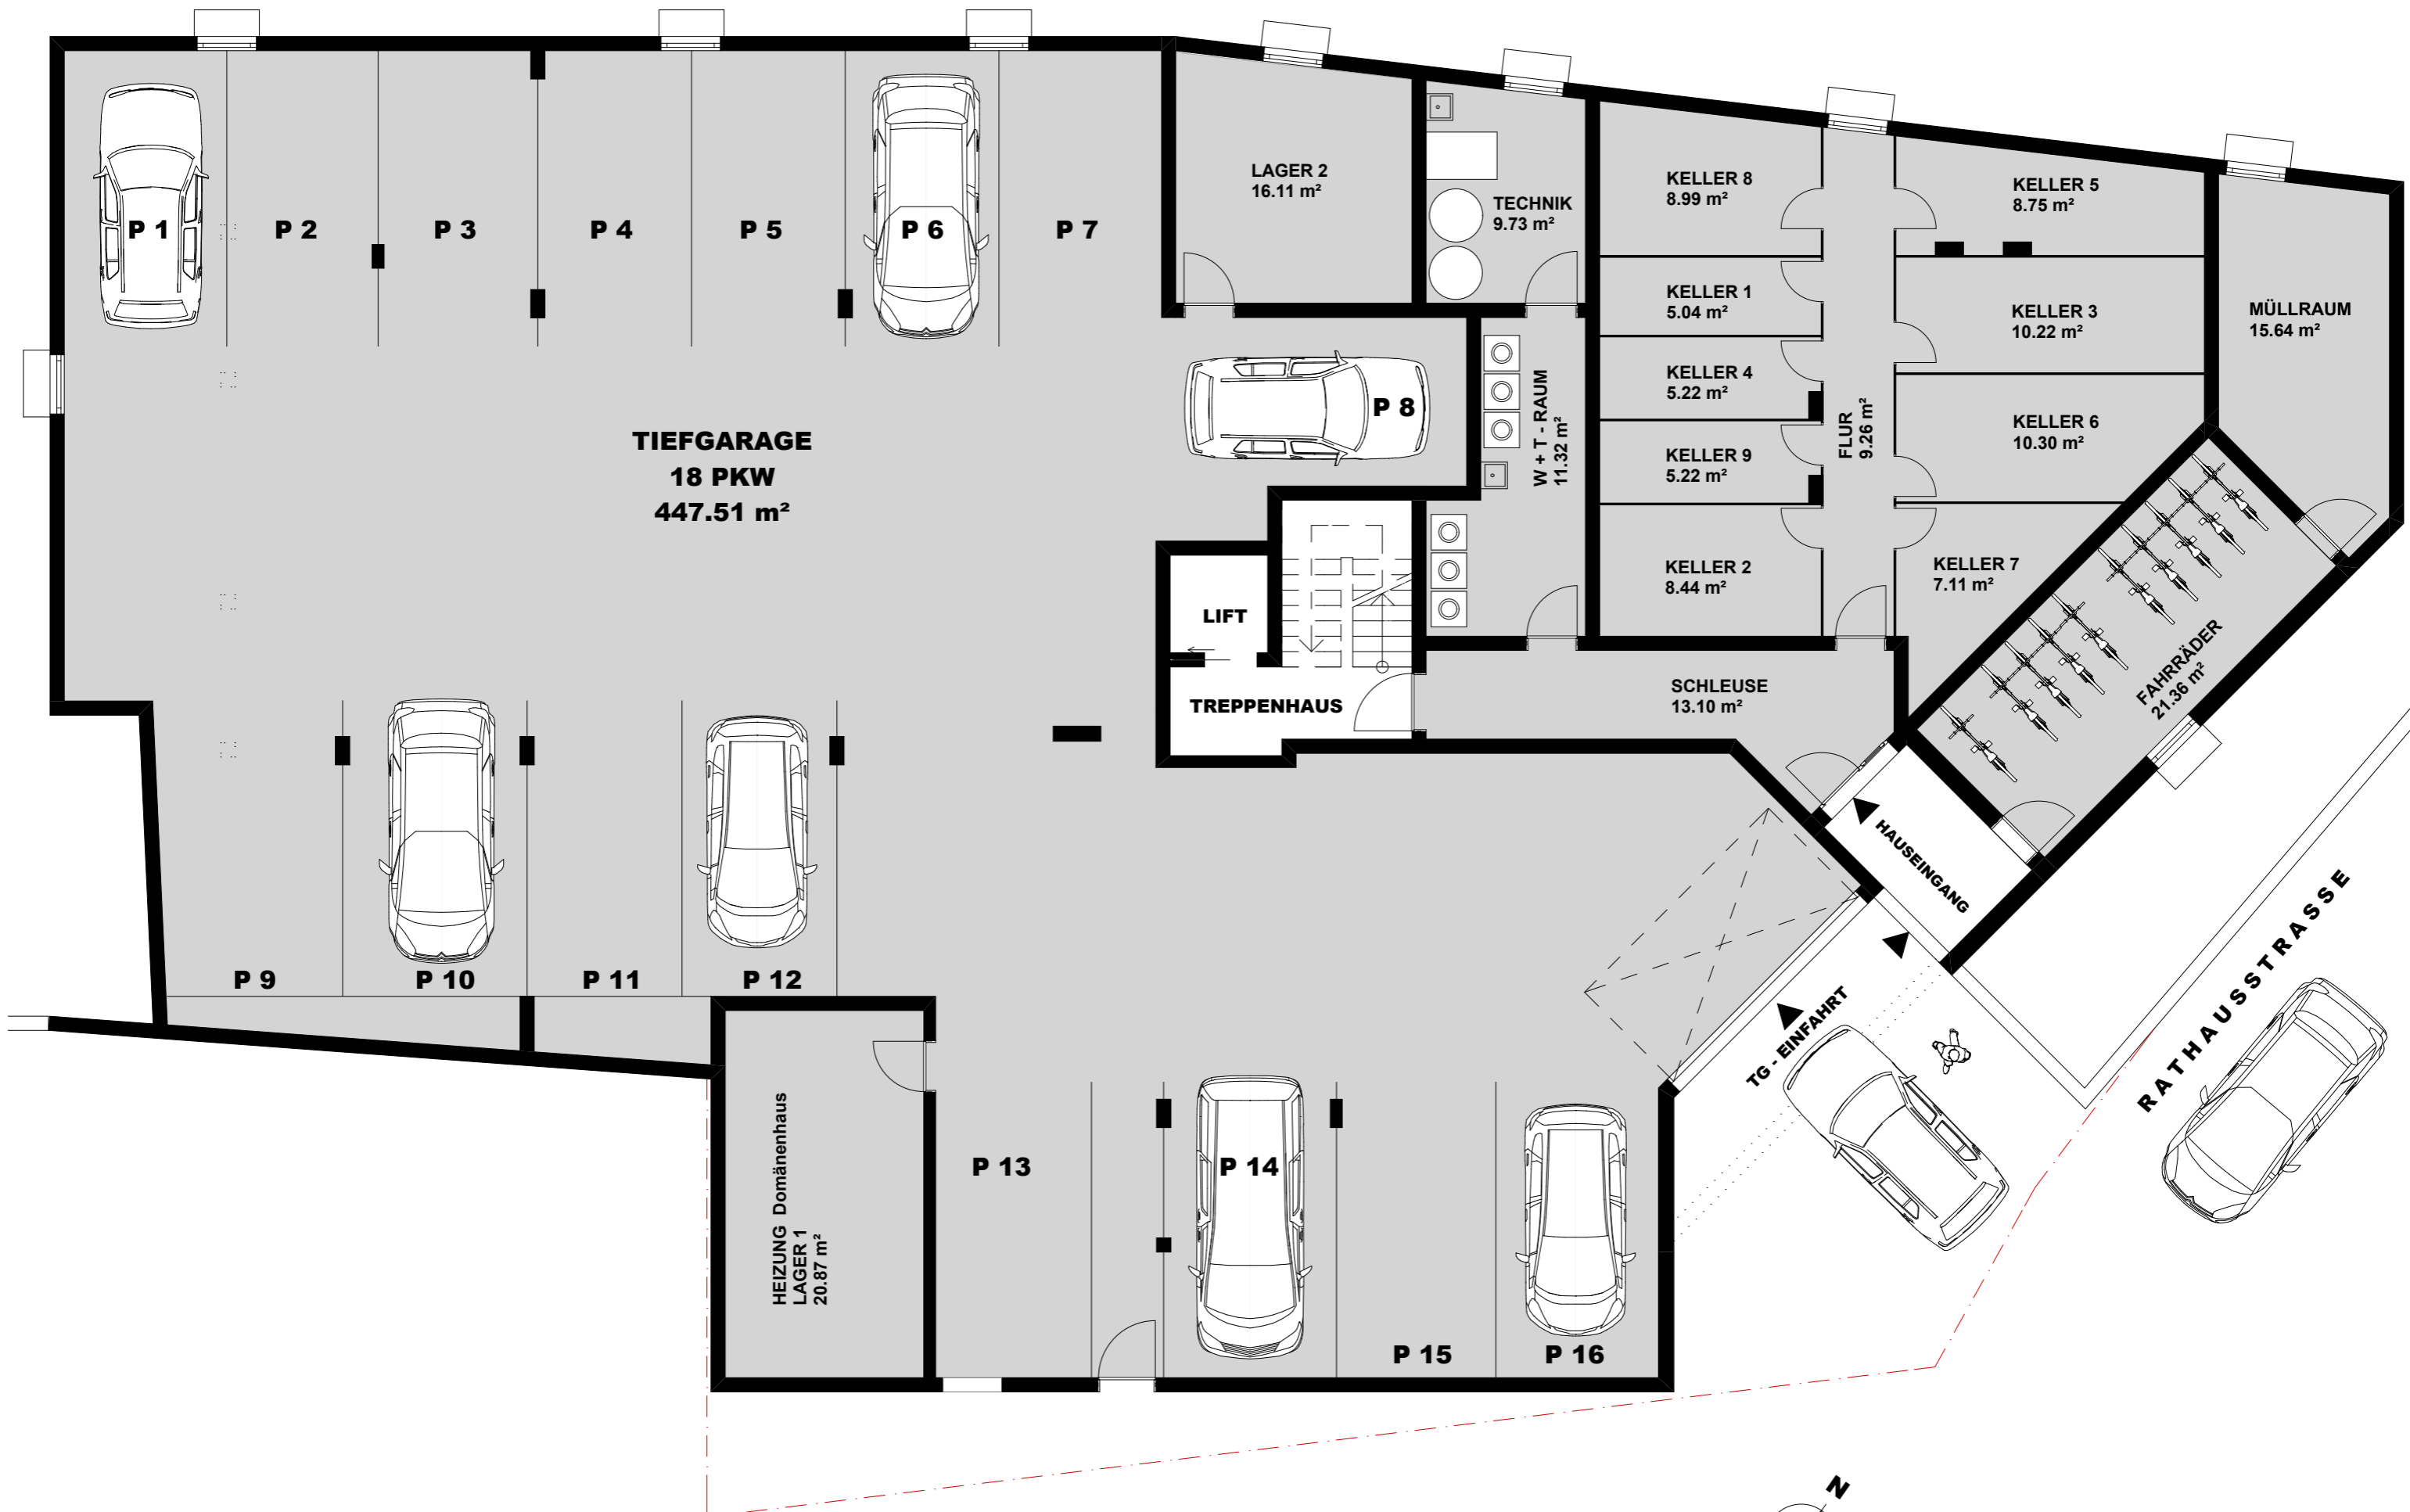 P 1
P 2
P 3
P 4
P 5
P 6
P 7
LAGER 2
16.11 m²
TECHNIK
9.73 m²
KELLER 8
8.99 m²
KELLER 5
8.75 m²
KELLER 1
5.04 m²
KELLER 3
10.22 m²
MÜLLRAUM
15.64 m²
KELLER 4
5.22 m²
P 8
W + T - RAUM
11.32 m²
FLUR
9.26 m²
KELLER 6
10.30 m²
TIEFGARAGE
18 PKW
447.51 m²
KELLER 9
5.22 m²
KELLER 2
8.44 m²
KELLER 7
7.11 m²
LIFT
TREPPENHAUS
SCHLEUSE
13.10 m²
FAHRRÄDER
21.36 m²
HAUSEINGANG
P 9
P 10
P 11
P 12
TG - EINFAHRT
RATHAUSSTRASSE
HEIZUNG Domänenhaus
LAGER 1
20.87 m²
P 13
P 14
P 15
P 16
N